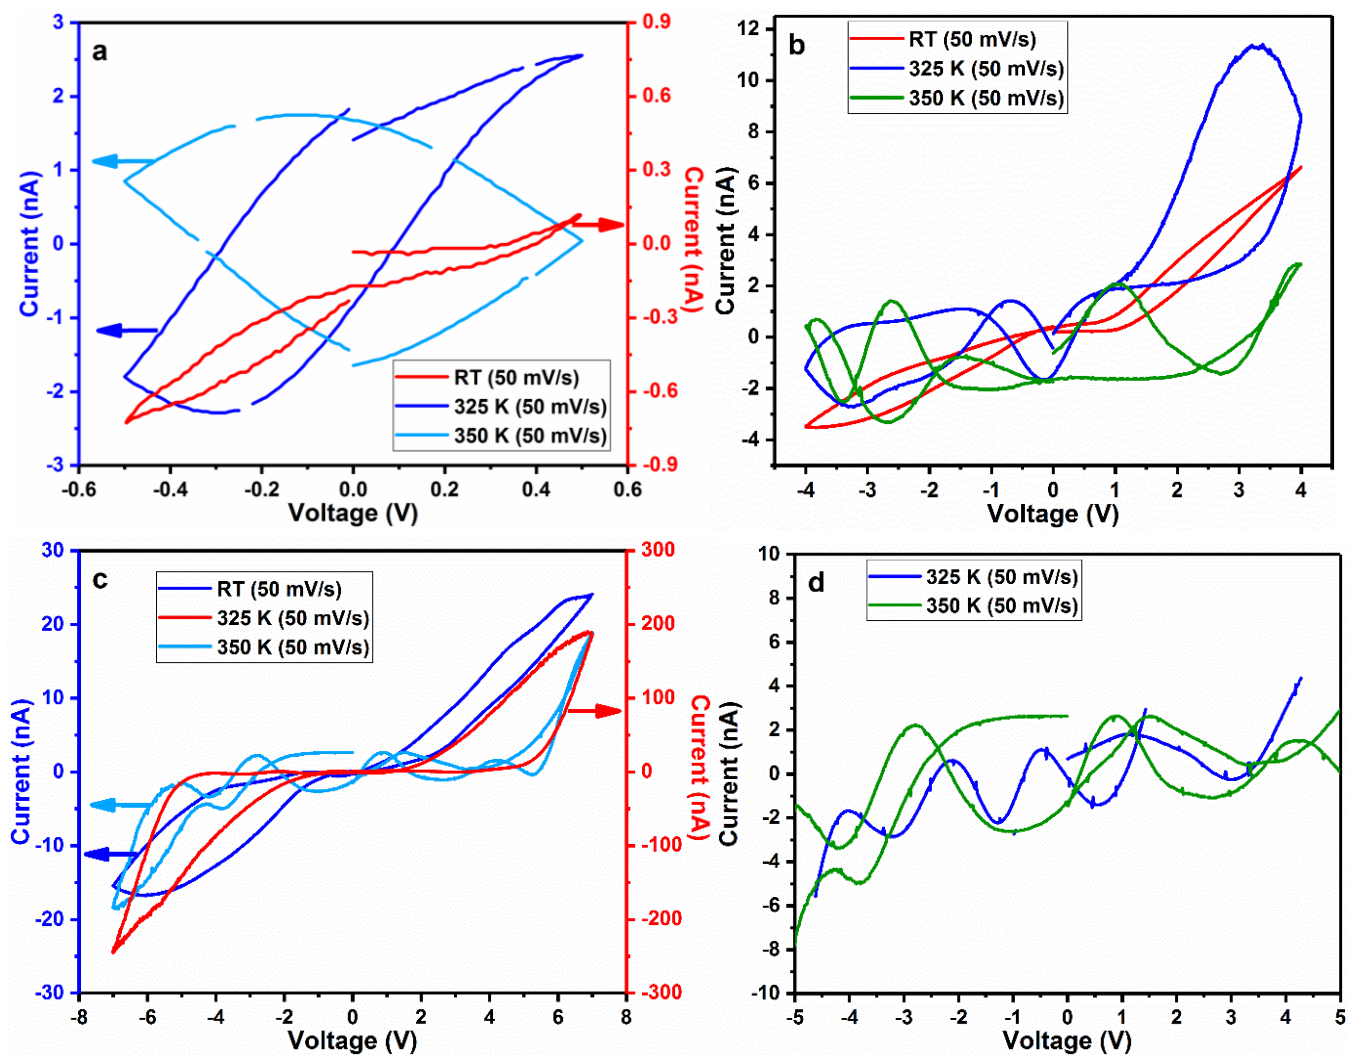 a
3
2
1
0
-1
-2
-3
Current (nA)
0.9
0.6
0.3
0.0
-0.3
-0.6
-0.9
Current (nA)
RT (50 mV/s)
325 K (50 mV/s)
350 K (50 mV/s)
-0.6 -0.4 -0.2 0.0 0.2 0.4 0.6
Voltage (V)
b
12
10
8
6
4
2
0
-2
-4
Current (nA)
RT (50 mV/s)
325 K (50 mV/s)
350 K (50 mV/s)
-4 -3 -2 -1 0 1 2 3 4
Voltage (V)
c
30
20
10
0
-10
-20
-30
Current (nA)
300
200
100
0
-100
-200
-300
Current (nA)
RT (50 mV/s)
325 K (50 mV/s)
350 K (50 mV/s)
-8 -6 -4 -2 0 2 4 6 8
Voltage (V)
d
10
8
6
4
2
0
-2
-4
-6
-8
-10
Current (nA)
325 K (50 mV/s)
350 K (50 mV/s)
-5 -4 -3 -2 -1 0 1 2 3 4 5
Voltage (V)